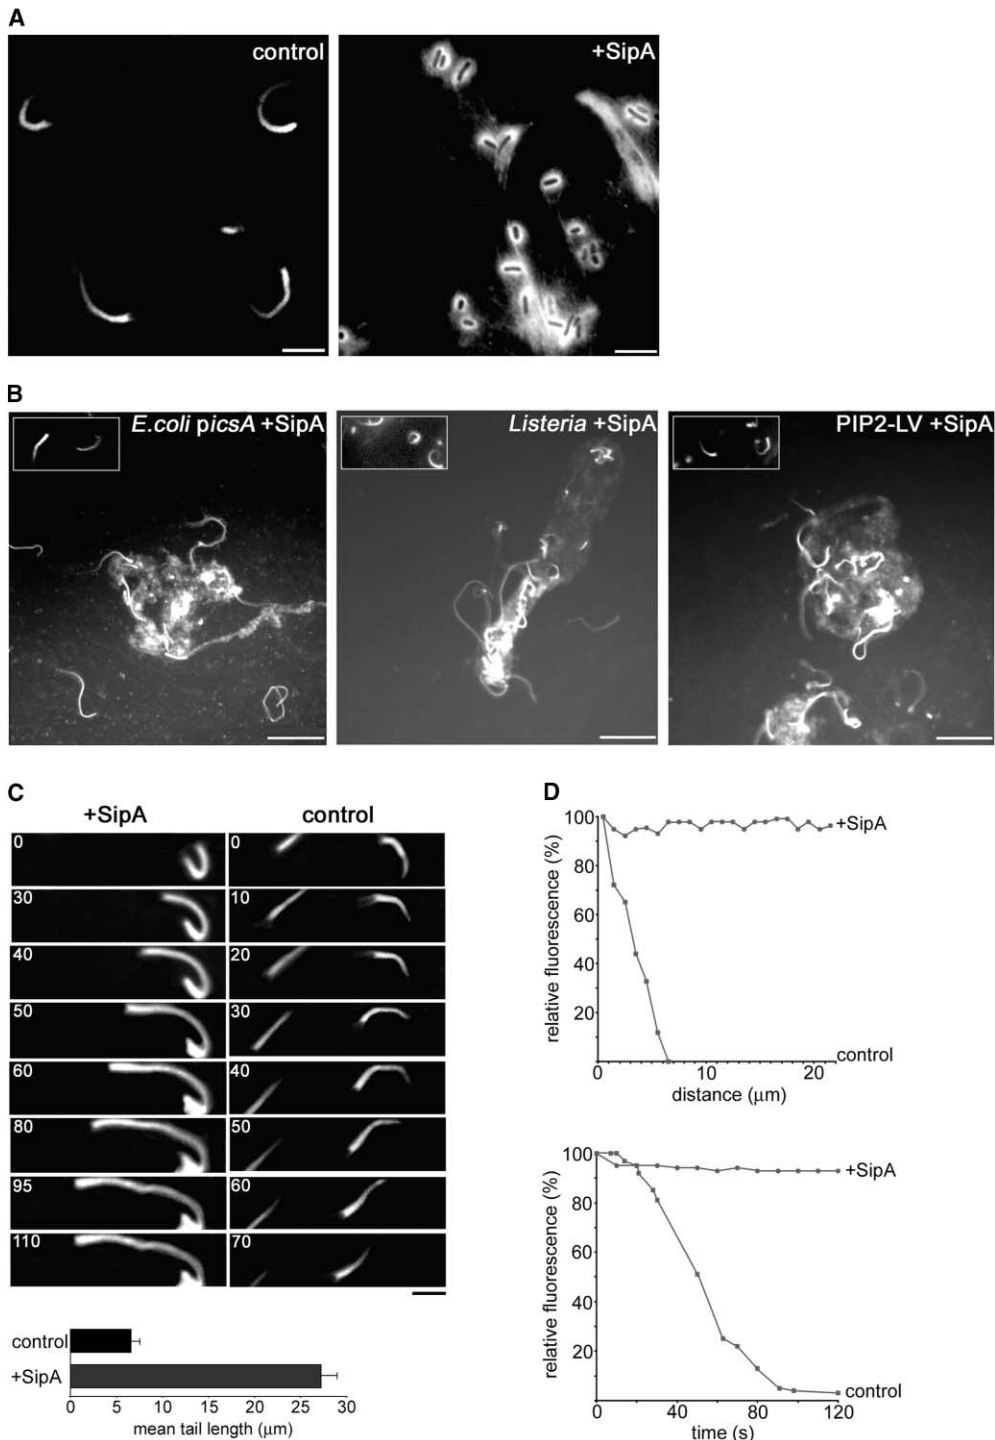 A
control
+SipA
B
E.coli picsA +SipA
Listeria +SipA
PIP2-LV +SipA
C
+SipA
control
0
0
30
10
40
20
50
30
60
40
80
50
95
60
110
70
control
+SipA
0 5 10 15 20 25 30
mean tail length (μm)
D
relative fluorescence (%)
100
80
60
40
20
+SipA
control
0 10 20
distance (μm)
relative fluorescence (%)
100
80
60
40
20
+SipA
control
0 40 80 120
time (s)